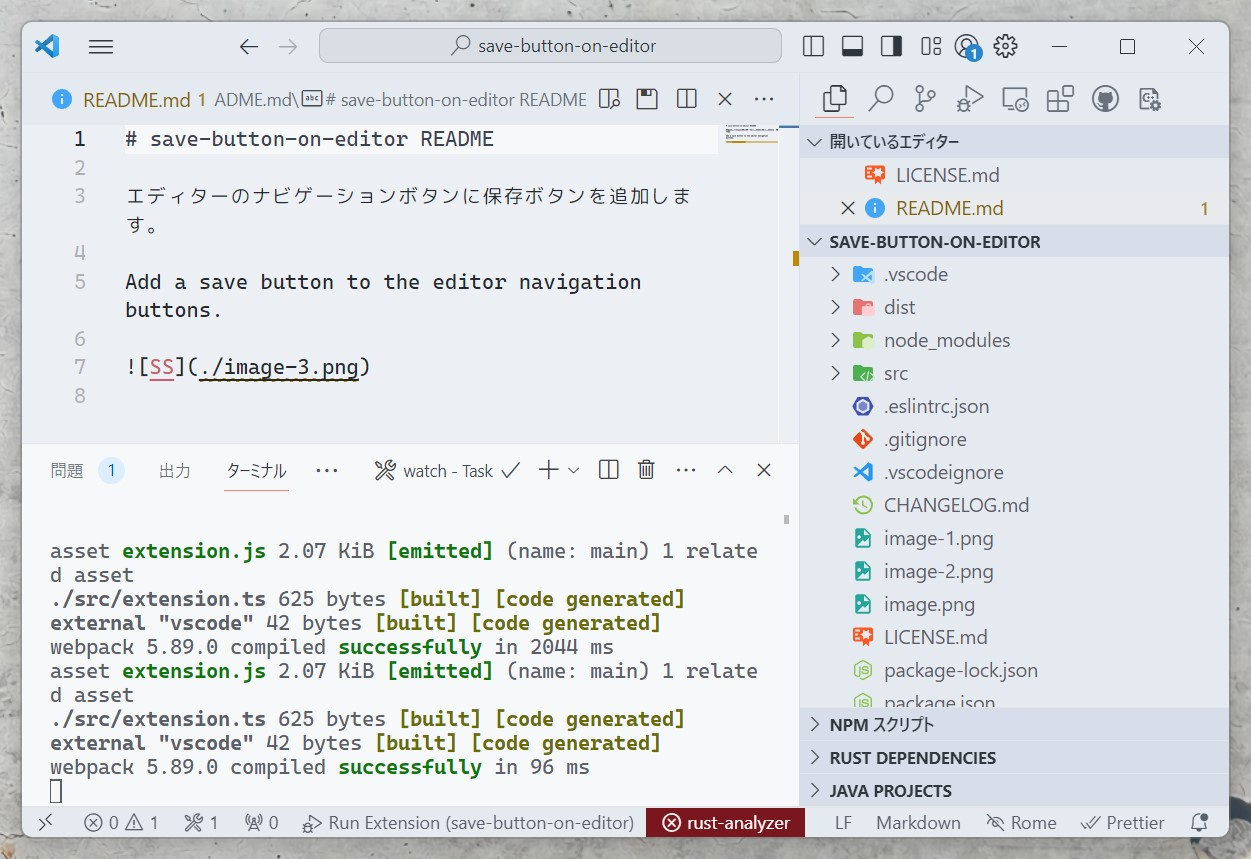 save-button-on-editor
1
README.md 1 ADME.md\ abc # save-button-on-editor README
1 # save-button-on-editor README
2
3 エディターのナビゲーションボタンに保存ボタンを追加しま
す。
4
5 Add a save button to the editor navigation
buttons.
6
7 ![SS](./image-3.png)
8
問題 1 出力 ターミナル watch - Task
asset extension.js 2.07 KiB [emitted] (name: main) 1 relate
d asset
./src/extension.ts 625 bytes [built] [code generated]
external "vscode" 42 bytes [built] [code generated]
webpack 5.89.0 compiled successfully in 2044 ms
asset extension.js 2.07 KiB [emitted] (name: main) 1 relate
d asset
./src/extension.ts 625 bytes [built] [code generated]
external "vscode" 42 bytes [built] [code generated]
webpack 5.89.0 compiled successfully in 96 ms
開いているエディター
LICENSE.md
README.md 1
SAVE-BUTTON-ON-EDITOR
.vscode
dist
node_modules
src
.eslintrc.json
.gitignore
.vscodeignore
CHANGELOG.md
image-1.png
image-2.png
image.png
LICENSE.md
package-lock.json
package.json
NPM スクリプト
RUST DEPENDENCIES
JAVA PROJECTS
0 1 1 0 Run Extension (save-button-on-editor) rust-analyzer LF Markdown Rome Prettier